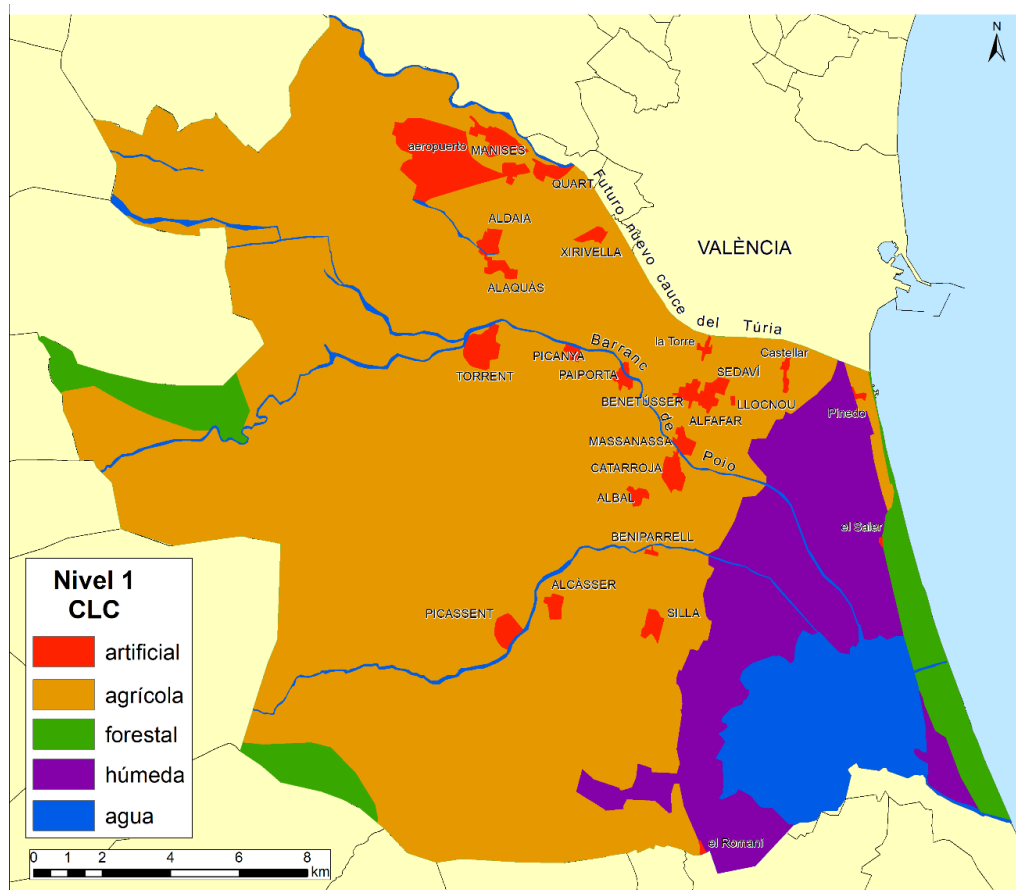 N
aeropuerto
MANISES
QUART
Futuro nuevo cauce del Túria
ALDAIA
XIRIVELLA
VALÈNCIA
ALAQUÀS
Barranc de Poio
la Torre
PICANYA
Castellar
TORRENT
PAIPORTA
SEDAVÍ
BENETÚSSER
LLOCNOU
ALFAFAR
Pinedo
MASSANASSA
CATARROJA
ALBAL
el Saler
BENIPARRELL
ALCÀSSER
PICASSENT
SILLA
el Romaní
Nivel 1
CLC
artificial
agrícola
forestal
húmeda
agua
0 1 2 4 6 8
km